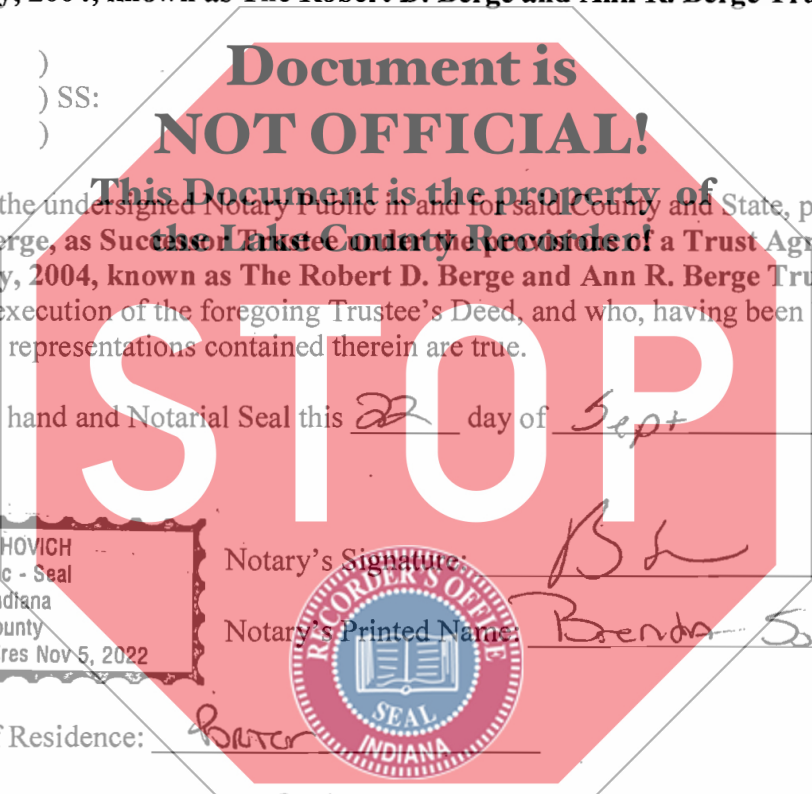 y, 2004, known as The Robert D. Berge and Ann R. Berge Tru
)
) SS:
)
Document is
NOT OFFICIAL!
This Document is the property of
the Lake County Recorder!
the undersigned Notary Public in and for said County and State, p
erge, as Successor Trustee under the provisions of a Trust Agr
y, 2004, known as The Robert D. Berge and Ann R. Berge Tru
execution of the foregoing Trustee's Deed, and who, having been
representations contained therein are true.
STOP
hand and Notarial Seal this 22 day of Sept
HOVICH
c - Seal
ndiana
ounty
res Nov 5, 2022
Notary's Signature:
Notary's Printed Name: Brenda
RECORDER'S OFFICE
SEAL
INDIANA
f Residence: Porter